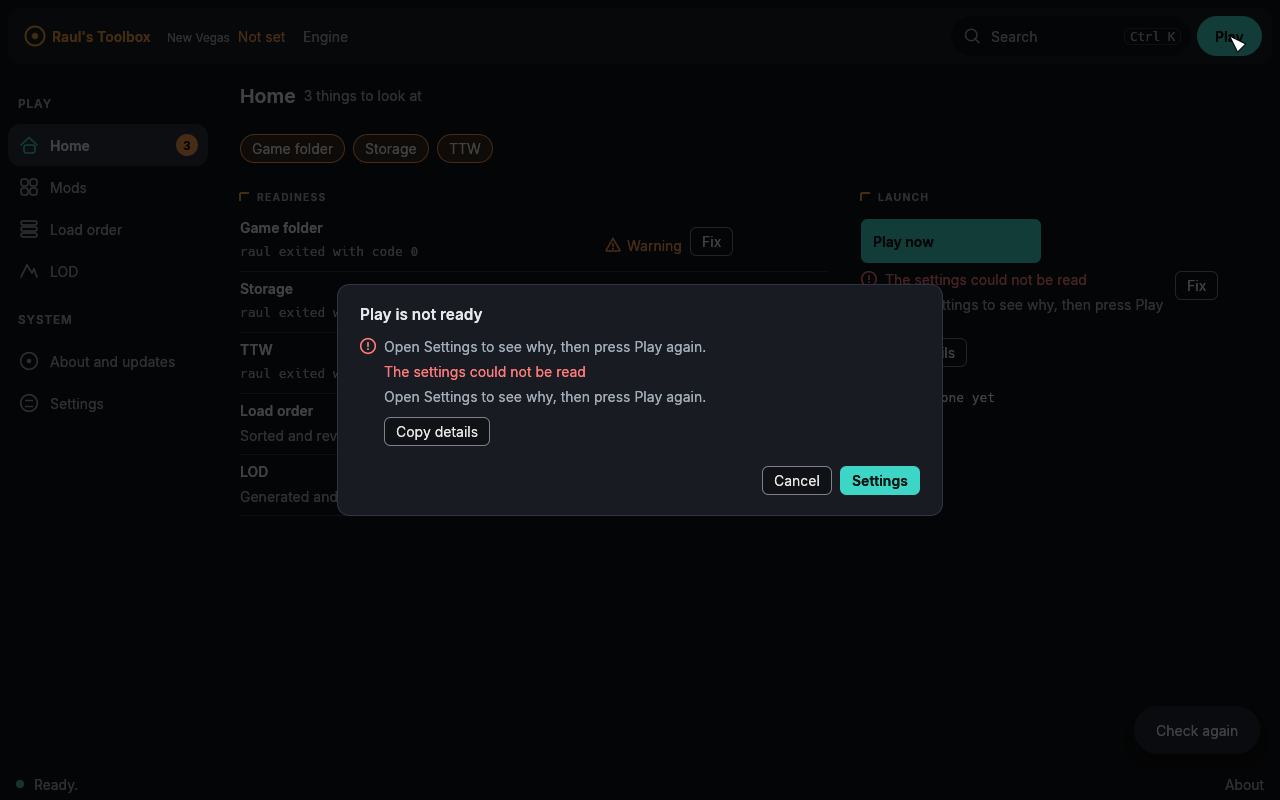 Raul's Toolbox
New Vegas Not set
Engine
Search
Ctrl K
Play
PLAY
Home 3
Mods
Load order
LOD
SYSTEM
About and updates
Settings
Home 3 things to look at
Game folder
Storage
TTW
READINESS
Game folder
raul exited with code 0
Warning
Fix
Storage
raul exited
TTW
raul exited
Load order
Sorted and
LOD
Generated and
LAUNCH
Play now
The settings could not be read
to see why, then press Play
Fix
yet
Play is not ready
Open Settings to see why, then press Play again.
The settings could not be read
Open Settings to see why, then press Play again.
Copy details
Cancel
Settings
Check again
Ready.
About